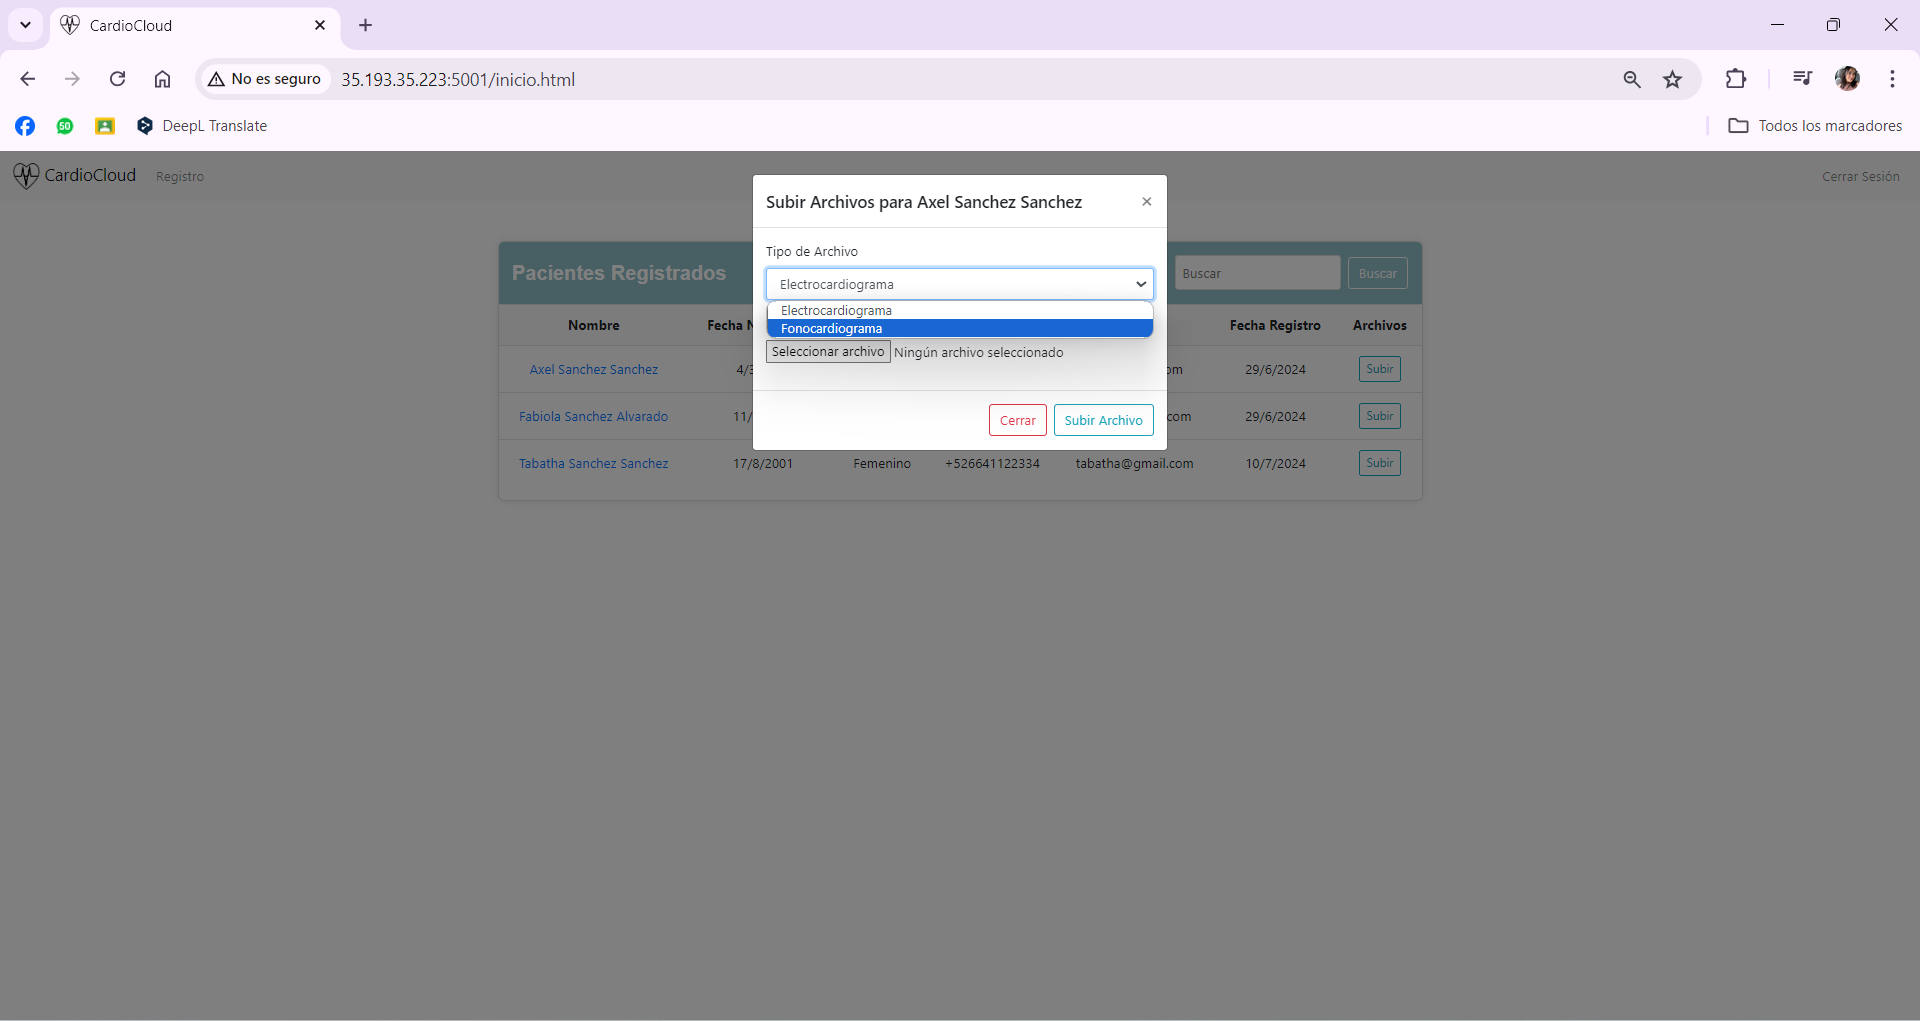 CardioCloud
No es seguro 35.193.35.223:5001/inicio.html
50 DeepL Translate Todos los marcadores
CardioCloud Registro Cerrar Sesión
Subir Archivos para Axel Sanchez Sanchez ×
Tipo de Archivo
Pacientes Registrados Electrocardiograma Buscar Buscar
Electrocardiograma
Fonocardiograma
Nombre Fecha N Fecha Registro Archivos
Seleccionar archivo Ningún archivo seleccionado
Axel Sanchez Sanchez 4/3 om 29/6/2024 Subir
Fabiola Sanchez Alvarado 11/ com 29/6/2024 Subir
Cerrar Subir Archivo
Tabatha Sanchez Sanchez 17/8/2001 Femenino +526641122334 tabatha@gmail.com 10/7/2024 Subir